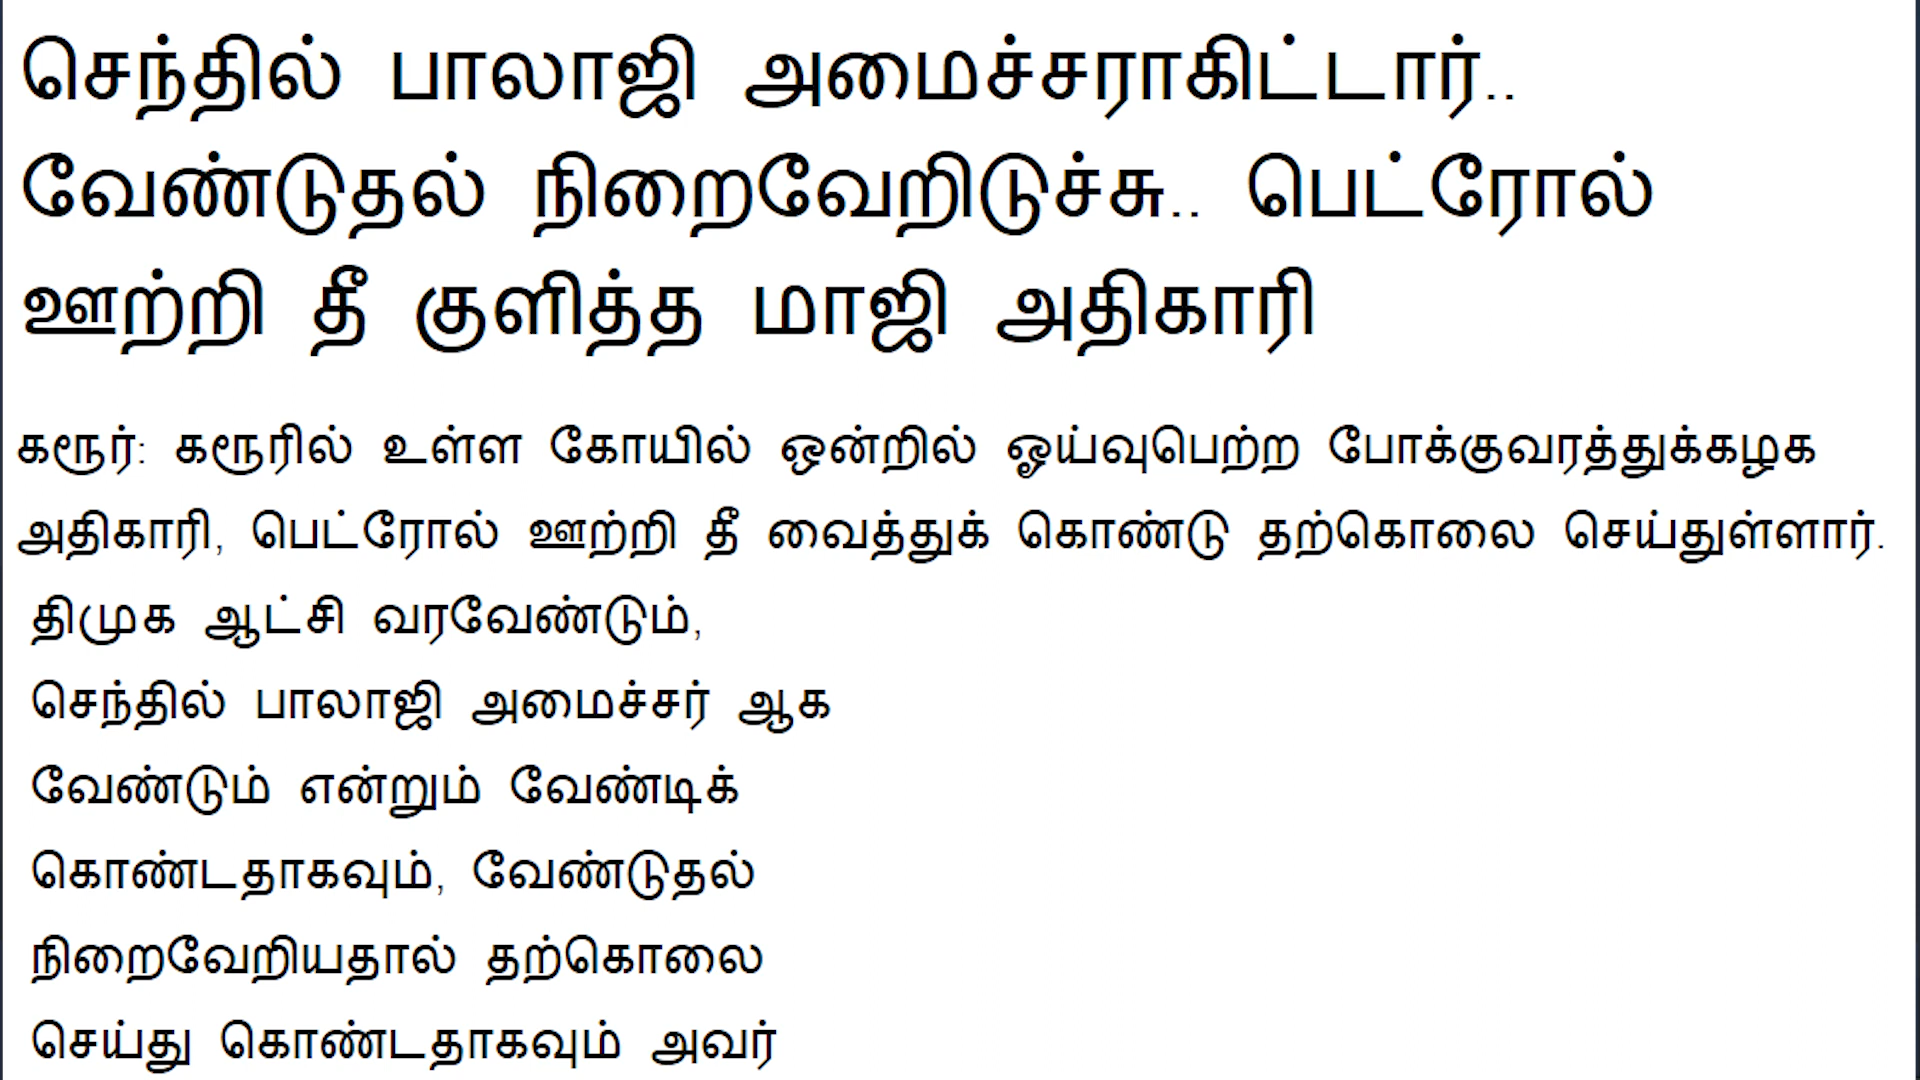 செந்தில் பாலாஜி அமைச்சராகிட்டார்..
வேண்டுதல் நிறைவேறிடுச்சு.. பெட்ரோல்
ஊற்றி தீ குளித்த மாஜி அதிகாரி
கரூர்: கரூரில் உள்ள கோயில் ஒன்றில் ஓய்வுபெற்ற போக்குவரத்துக்கழக
அதிகாரி, பெட்ரோல் ஊற்றி தீ வைத்துக் கொண்டு தற்கொலை செய்துள்ளார்.
திமுக ஆட்சி வரவேண்டும்,
செந்தில் பாலாஜி அமைச்சர் ஆக
வேண்டும் என்றும் வேண்டிக்
கொண்டதாகவும், வேண்டுதல்
நிறைவேறியதால் தற்கொலை
செய்து கொண்டதாகவும் அவர்